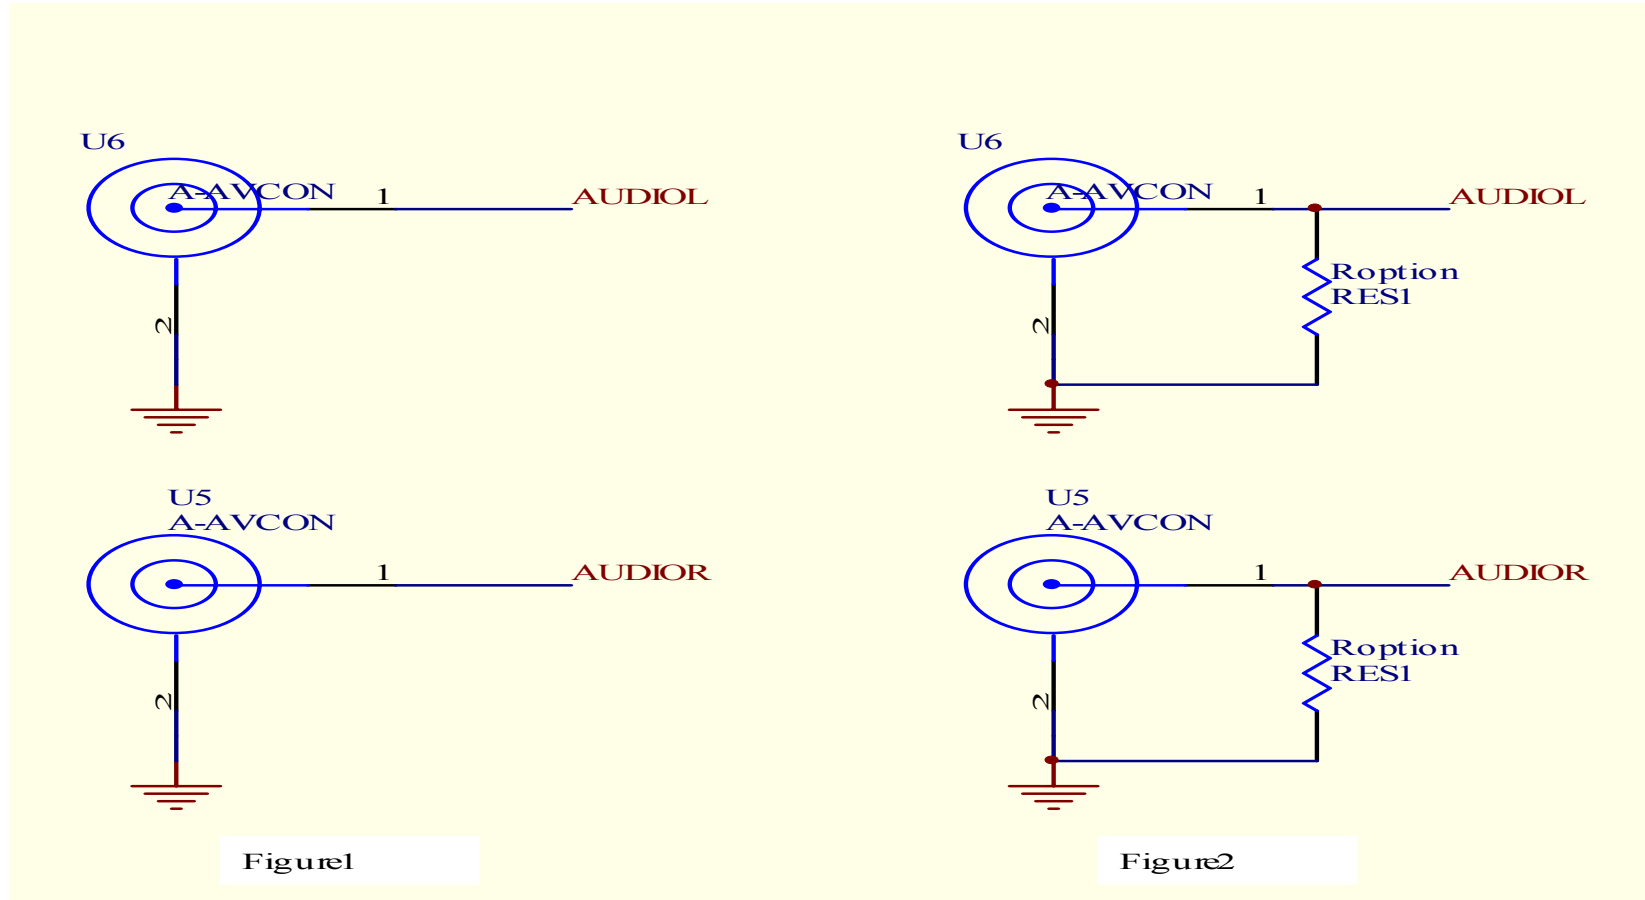 U6
A-AVCON
1
AUDIOL
2
U5
A-AVCON
1
AUDIOR
2
Figure1
U6
A-AVCON
1
AUDIOL
Roption
RES1
2
U5
A-AVCON
1
AUDIOR
Roption
RES1
2
Figure2